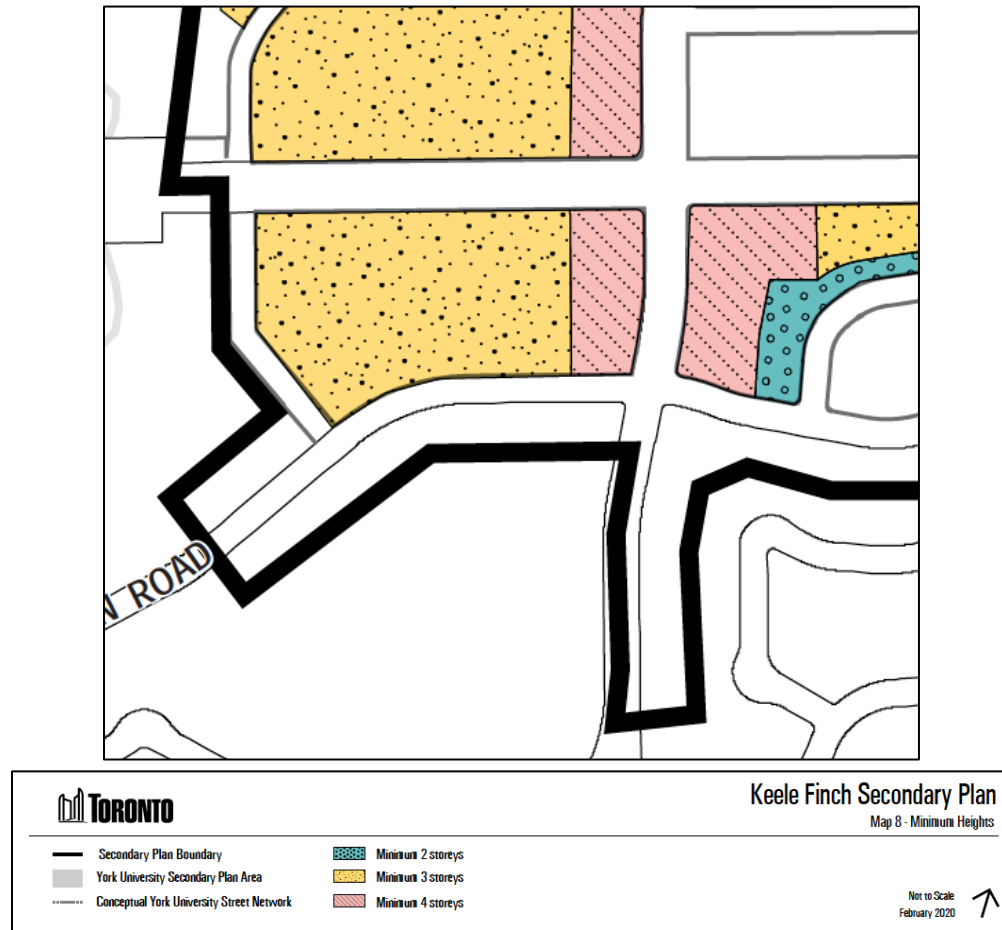 N ROAD
TORONTO
Keele Finch Secondary Plan
Map 8 - Minimum Heights
Secondary Plan Boundary
York University Secondary Plan Area
Conceptual York University Street Network
Minimum 2 storeys
Minimum 3 storeys
Minimum 4 storeys
Not to Scale
February 2020